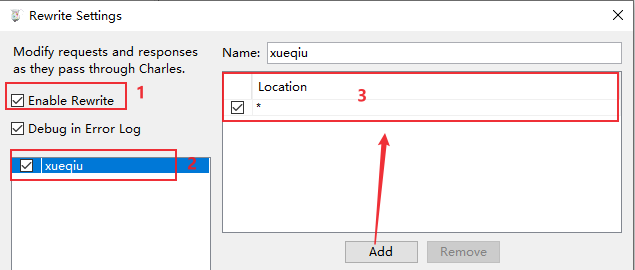 Rewrite Settings
Modify requests and responses
as they pass through Charles.
1
Enable Rewrite
Debug in Error Log
xueqiu
2
Name: xueqiu
Location
3
*
Add
Remove